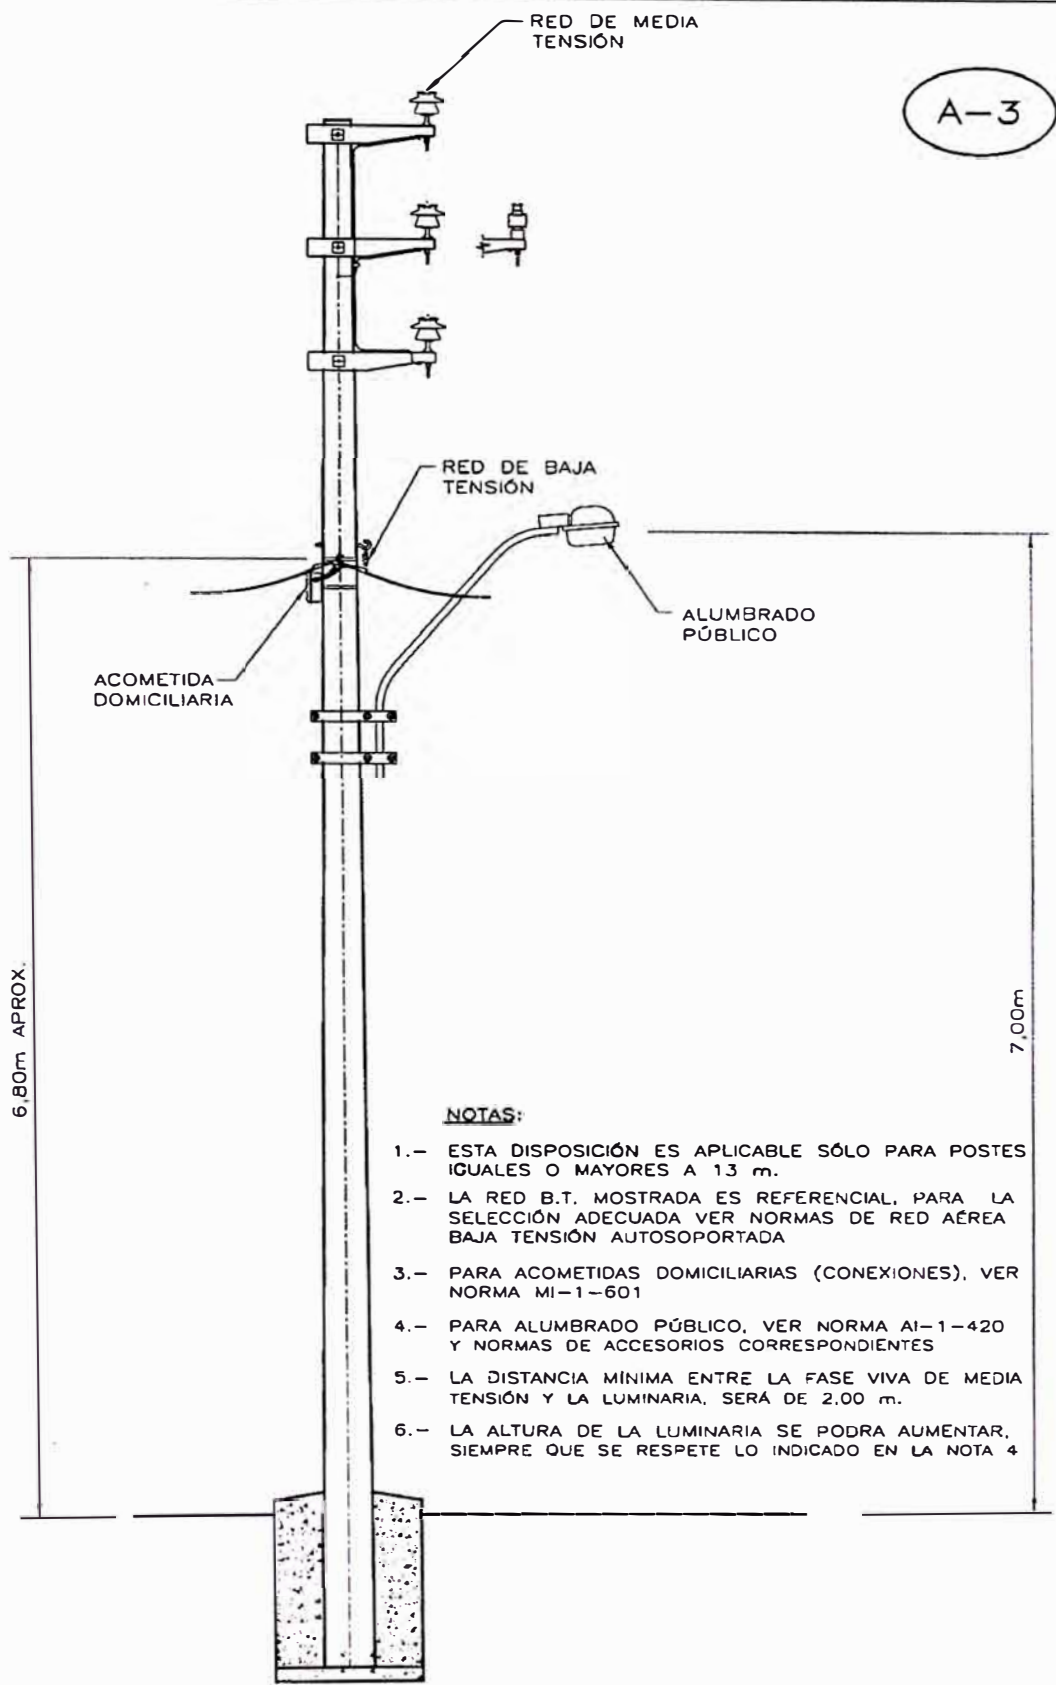 RED DE MEDIA
TENSIÓN
A-3
RED DE BAJA
TENSIÓN
ALUMBRADO
PÚBLICO
ACOMETIDA
DOMICILIARIA
6,80m APROX.
7,00m
NOTAS:
1.- ESTA DISPOSICIÓN ES APLICABLE SÓLO PARA POSTES
IGUALES O MAYORES A 13 m.
2.- LA RED B.T. MOSTRADA ES REFERENCIAL, PARA LA
SELECCIÓN ADECUADA VER NORMAS DE RED AÉREA
BAJA TENSIÓN AUTOSOPORTADA
3.- PARA ACOMETIDAS DOMICILIARIAS (CONEXIONES), VER
NORMA MI-1-601
4.- PARA ALUMBRADO PÚBLICO, VER NORMA AI-1-420
Y NORMAS DE ACCESORIOS CORRESPONDIENTES
5.- LA DISTANCIA MÍNIMA ENTRE LA FASE VIVA DE MEDIA
TENSIÓN Y LA LUMINARIA, SERÁ DE 2,00 m.
6.- LA ALTURA DE LA LUMINARIA SE PODRA AUMENTAR,
SIEMPRE QUE SE RESPETE LO INDICADO EN LA NOTA 4